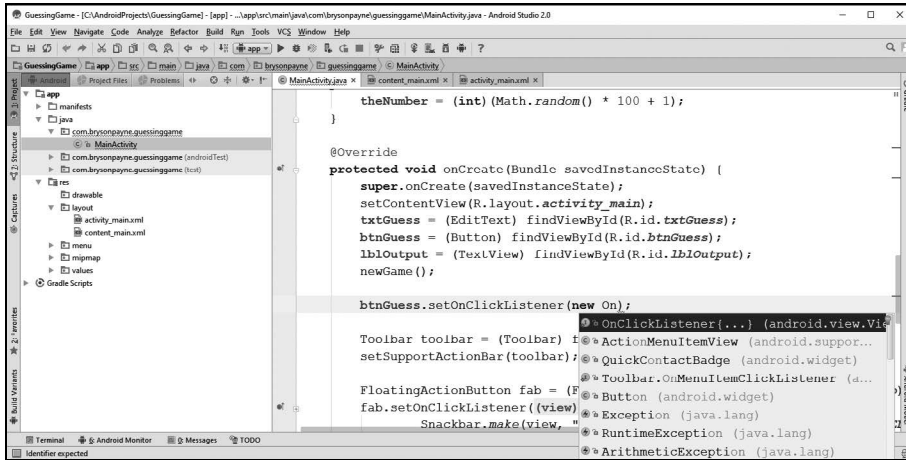 GuessingGame - [C:\AndroidProjects\GuessingGame] - [app] - ...\app\src\main\java\com\brysonpayne\guessinggame\MainActivity.java - Android Studio 2.0
File Edit View Navigate Code Analyze Refactor Build Run Tools VCS Window Help
app
GuessingGame app src main java com brysonpayne guessinggame MainActivity
Android Project Files Problems
MainActivity.java × content_main.xml × activity_main.xml ×
1: Project
Z: Structure
Captures
2: Favorites
Build Variants
app
manifests
java
com.brysonpayne.guessinggame
MainActivity
com.brysonpayne.guessinggame (androidTest)
com.brysonpayne.guessinggame (test)
res
drawable
layout
activity_main.xml
content_main.xml
menu
mipmap
values
Gradle Scripts
theNumber = (int)(Math.random() * 100 + 1);
}
@Override
protected void onCreate(Bundle savedInstanceState) {
super.onCreate(savedInstanceState);
setContentView(R.layout.activity_main);
txtGuess = (EditText) findViewById(R.id.txtGuess);
btnGuess = (Button) findViewById(R.id.btnGuess);
lblOutput = (TextView) findViewById(R.id.lblOutput);
newGame();
btnGuess.setOnClickListener(new On);
Toolbar toolbar = (Toolbar) f
setSupportActionBar(toolbar);
FloatingActionButton fab = (F
fab.setOnClickListener((view)
Snackbar.make(view, "
OnClickListener{...} (android.view.Vie
ActionMenuItemView (android.suppor...
QuickContactBadge (android.widget)
Toolbar.OnMenuItemClickListener (a...
Button (android.widget)
Exception (java.lang)
RuntimeException (java.lang)
ArithmeticException (java.lang)
Terminal 6: Android Monitor 0: Messages TODO
Identifier expected